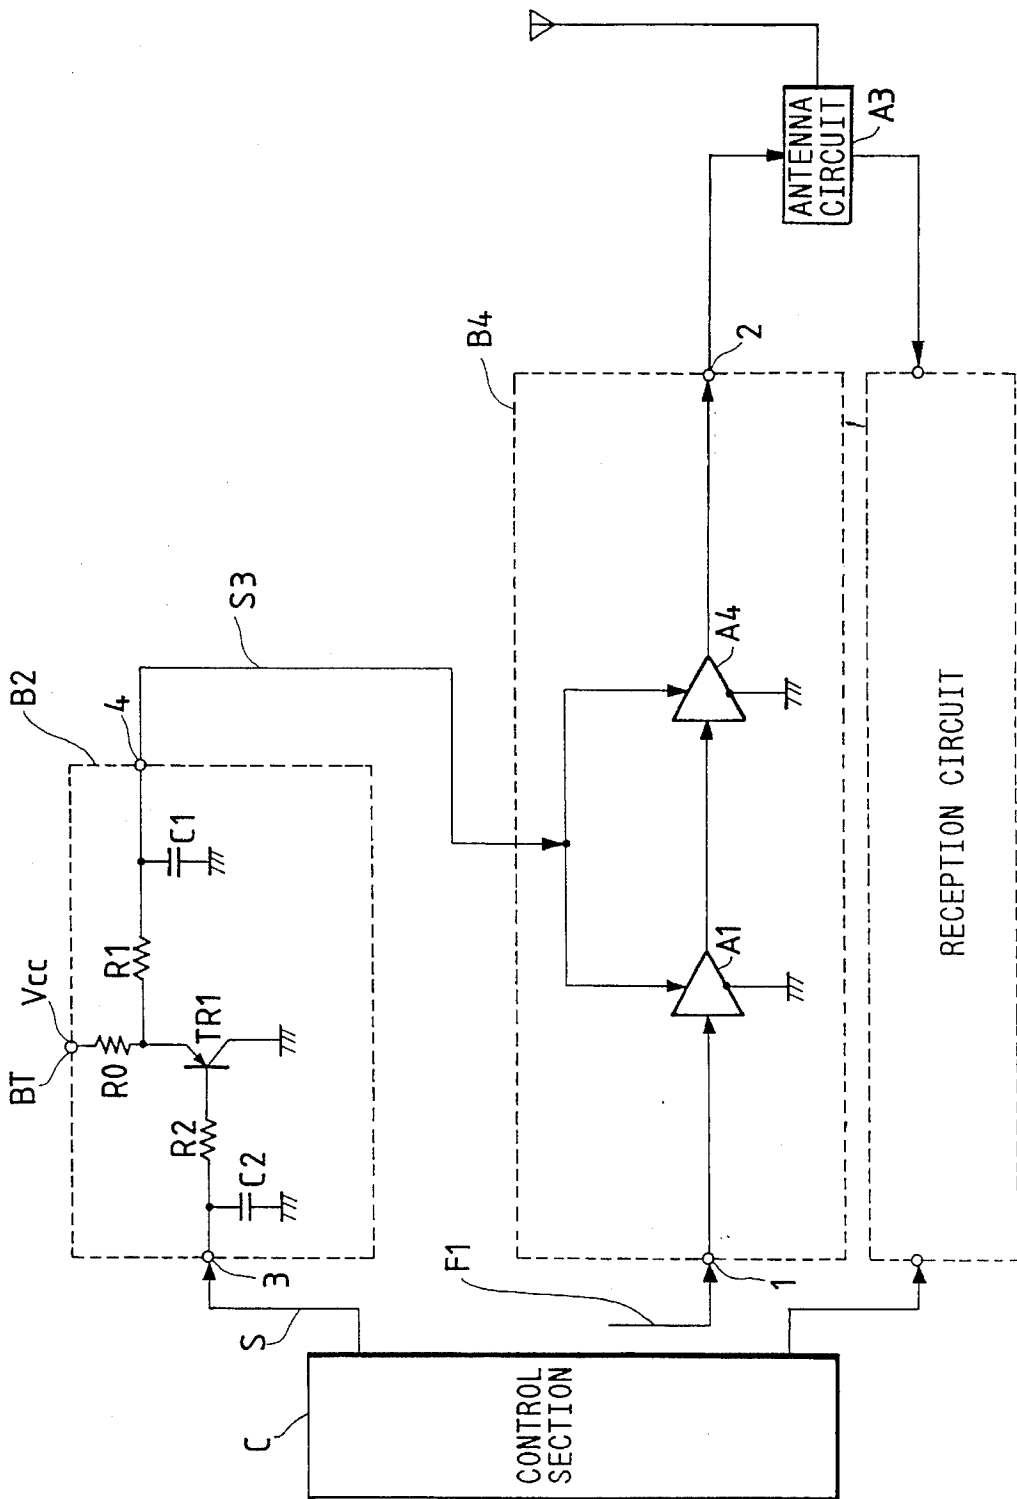 BT
Vcc
B2
R0
R1
4
C1
TR1
R2
C2
3
S
S3
C
CONTROL
SECTION
F1
1
B4
A1
A4
2
ANTENNA
CIRCUIT
A3
RECEPTION CIRCUIT